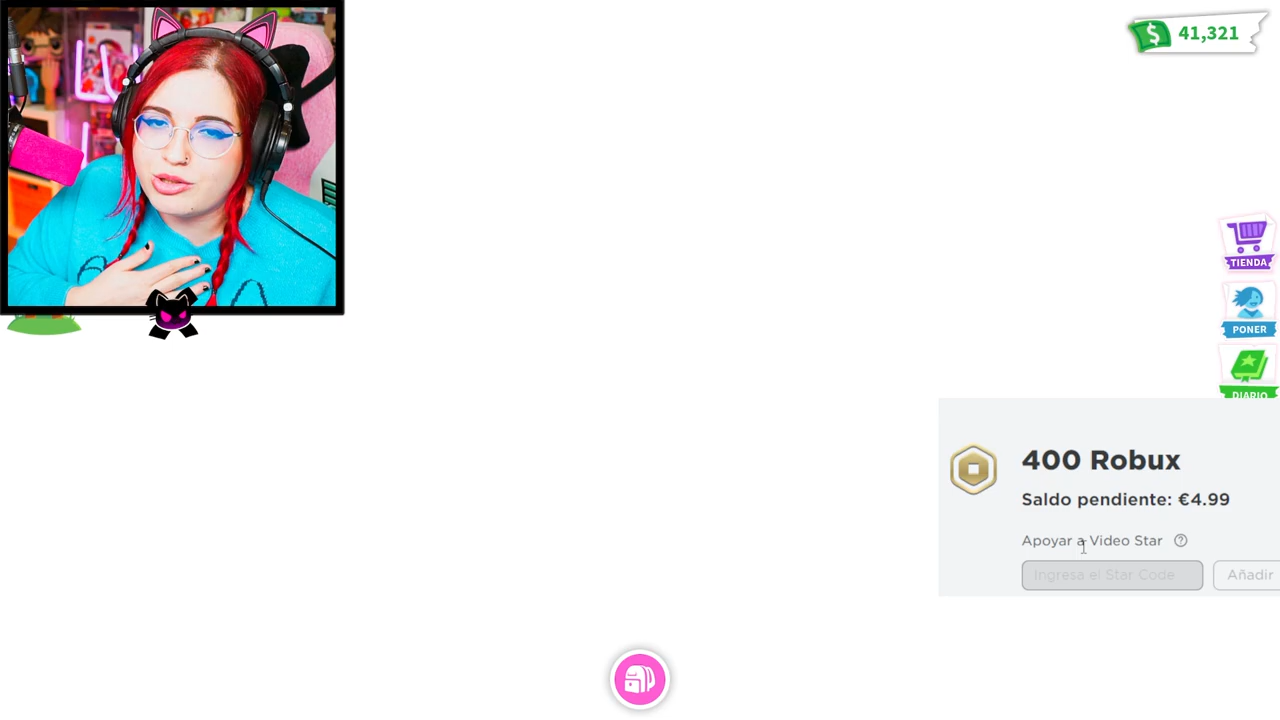 41,321
TIENDA
PONER
DIARIO
400 Robux
Saldo pendiente: €4.99
Apoyar a Video Star
Ingresa el Star Code
Añadir